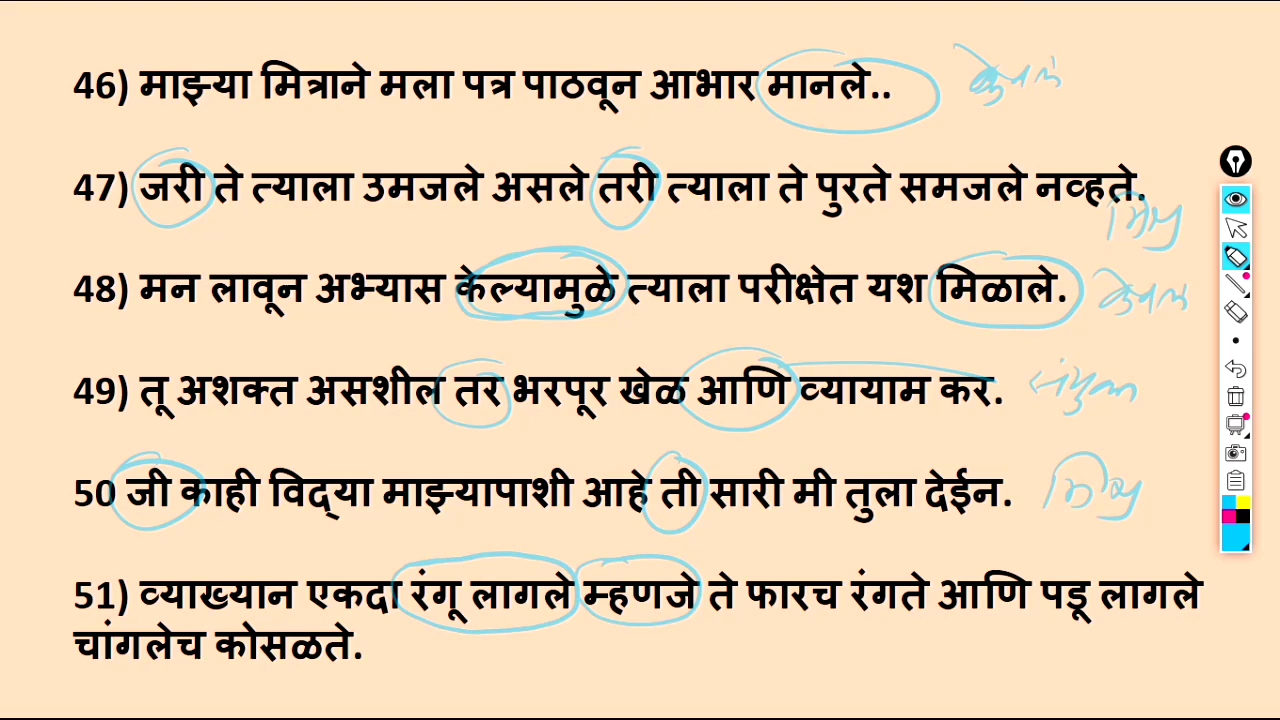 46) माझ्या मित्राने मला पत्र पाठवून आभार मानले.. केवल
47) जरी ते त्याला उमजले असले तरी त्याला ते पुरते समजले नव्हते.
मिश्र
48) मन लावून अभ्यास केल्यामुळे त्याला परीक्षेत यश मिळाले. केवल
49) तू अशक्त असशील तर भरपूर खेळ आणि व्यायाम कर. संयुक्त
50 जी काही विद्‌या माझ्यापाशी आहे ती सारी मी तुला देईन. मिश्र
51) व्याख्यान एकदा रंगू लागले म्हणजे ते फारच रंगते आणि पडू लागले
चांगलेच कोसळते.